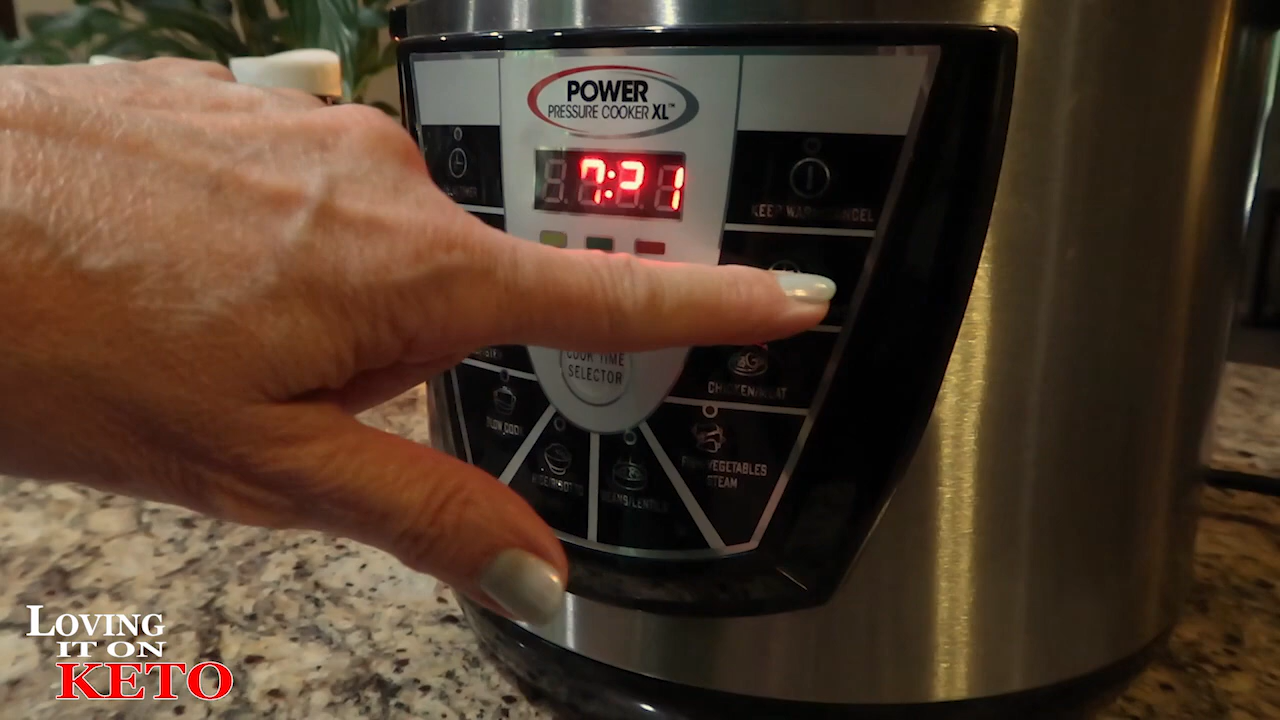 POWER
PRESSURE COOKER XL™
7:21
KEEP WARM/CANCEL
COOK TIME
SELECTOR
CHICKEN/MEAT
SLOW COOK
RICE/RISOTTO
BEANS/LENTILS
FISH/VEGETABLES
STEAM
LOVING
IT ON
KETO